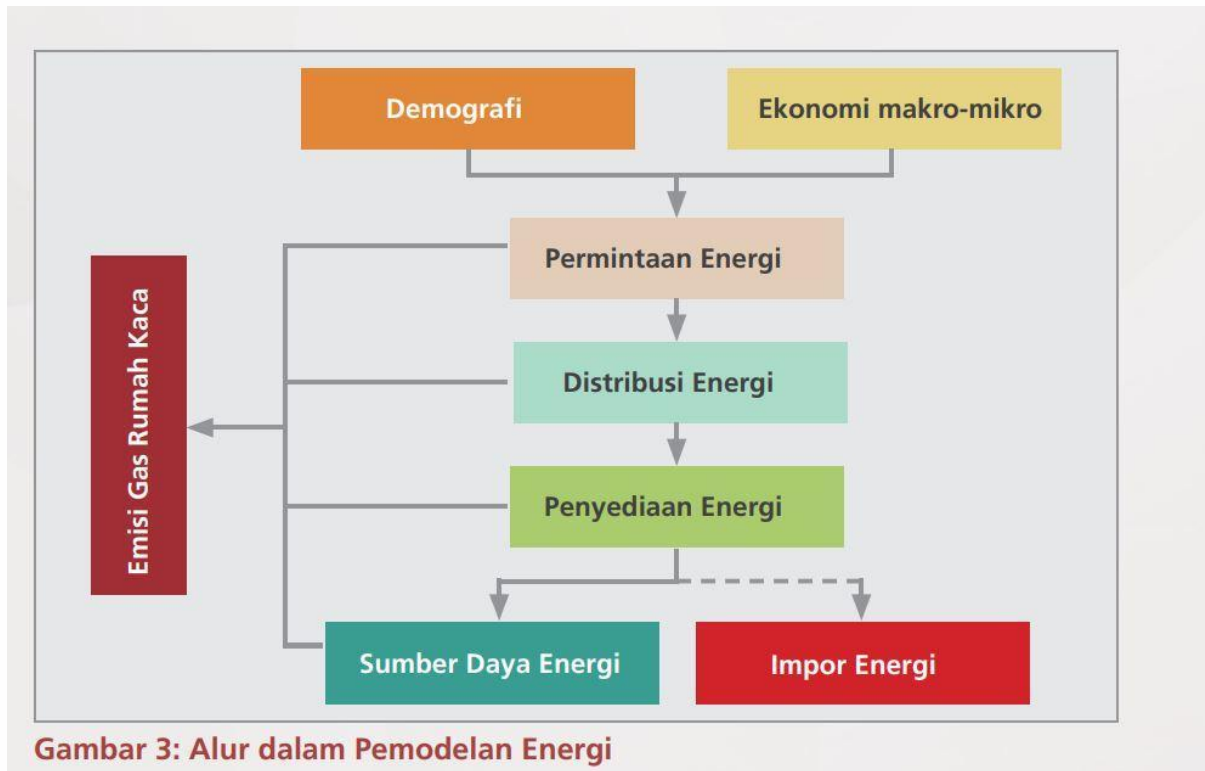 Demografi
Ekonomi makro-mikro
Permintaan Energi
Emisi Gas Rumah Kaca
Distribusi Energi
Penyediaan Energi
Sumber Daya Energi
Impor Energi
Gambar 3: Alur dalam Pemodelan Energi